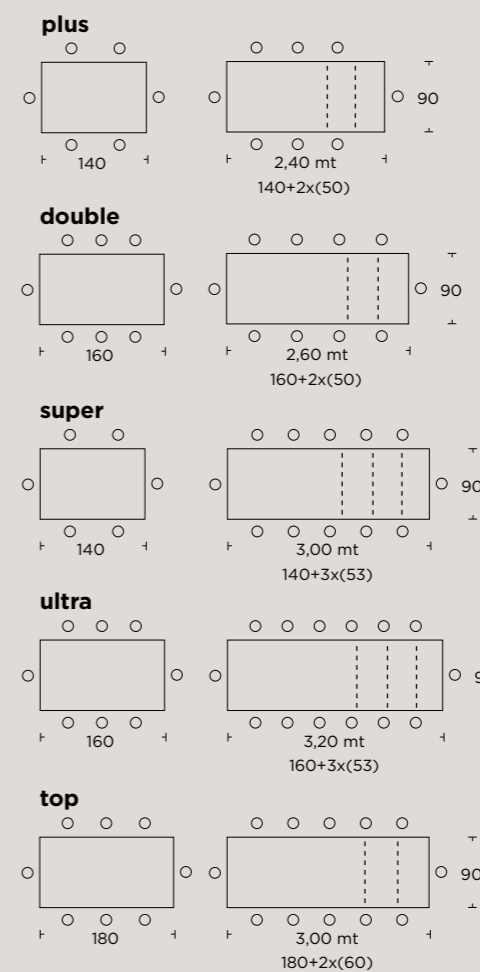 plus
90
140
2,40 mt
140+2x(50)
double
90
160
2,60 mt
160+2x(50)
super
90
140
3,00 mt
140+3x(53)
ultra
9
160
3,20 mt
160+3x(53)
top
90
180
3,00 mt
180+2x(60)